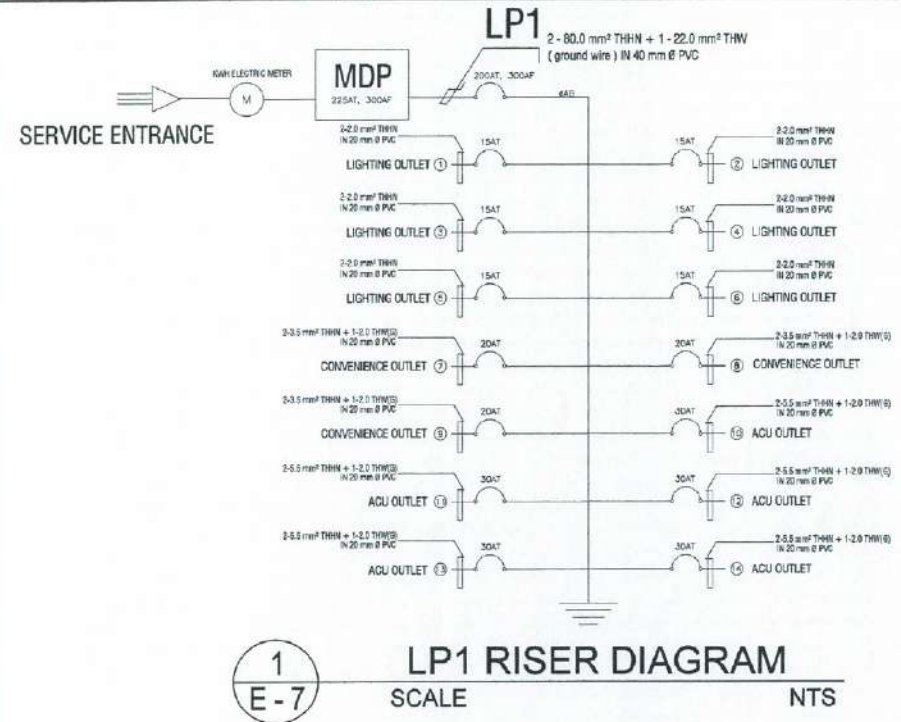 LP1
2 - 80.0 mm² THHN + 1 - 22.0 mm² THW
( ground wire ) IN 40 mm Ø PVC
KWH ELECTRIC METER
M
MDP
225AT, 300AF
200AT, 300AF
SERVICE ENTRANCE
2-2.0 mm² THHN
IN 20 mm Ø PVC
LIGHTING OUTLET 1
15AT
15AT
2-2.0 mm² THHN
IN 20 mm Ø PVC
2 LIGHTING OUTLET
2-2.0 mm² THHN
IN 20 mm Ø PVC
LIGHTING OUTLET 3
15AT
15AT
2-2.0 mm² THHN
IN 20 mm Ø PVC
4 LIGHTING OUTLET
2-2.0 mm² THHN
IN 20 mm Ø PVC
LIGHTING OUTLET 5
15AT
15AT
2-2.0 mm² THHN
IN 20 mm Ø PVC
6 LIGHTING OUTLET
2-3.5 mm² THHN + 1-2.0 THW(G)
IN 20 mm Ø PVC
CONVENIENCE OUTLET 7
20AT
20AT
2-3.5 mm² THHN + 1-2.0 THW(G)
IN 20 mm Ø PVC
8 CONVENIENCE OUTLET
2-3.5 mm² THHN + 1-2.0 THW(G)
IN 20 mm Ø PVC
CONVENIENCE OUTLET 9
20AT
30AT
2-5.5 mm² THHN + 1-2.0 THW(G)
IN 20 mm Ø PVC
10 ACU OUTLET
2-5.5 mm² THHN + 1-2.0 THW(G)
IN 20 mm Ø PVC
ACU OUTLET 11
30AT
30AT
2-5.5 mm² THHN + 1-2.0 THW(G)
IN 20 mm Ø PVC
12 ACU OUTLET
2-5.5 mm² THHN + 1-2.0 THW(G)
IN 20 mm Ø PVC
ACU OUTLET 13
30AT
30AT
2-5.5 mm² THHN + 1-2.0 THW(G)
IN 20 mm Ø PVC
14 ACU OUTLET
1
E - 7
LP1 RISER DIAGRAM
SCALE NTS